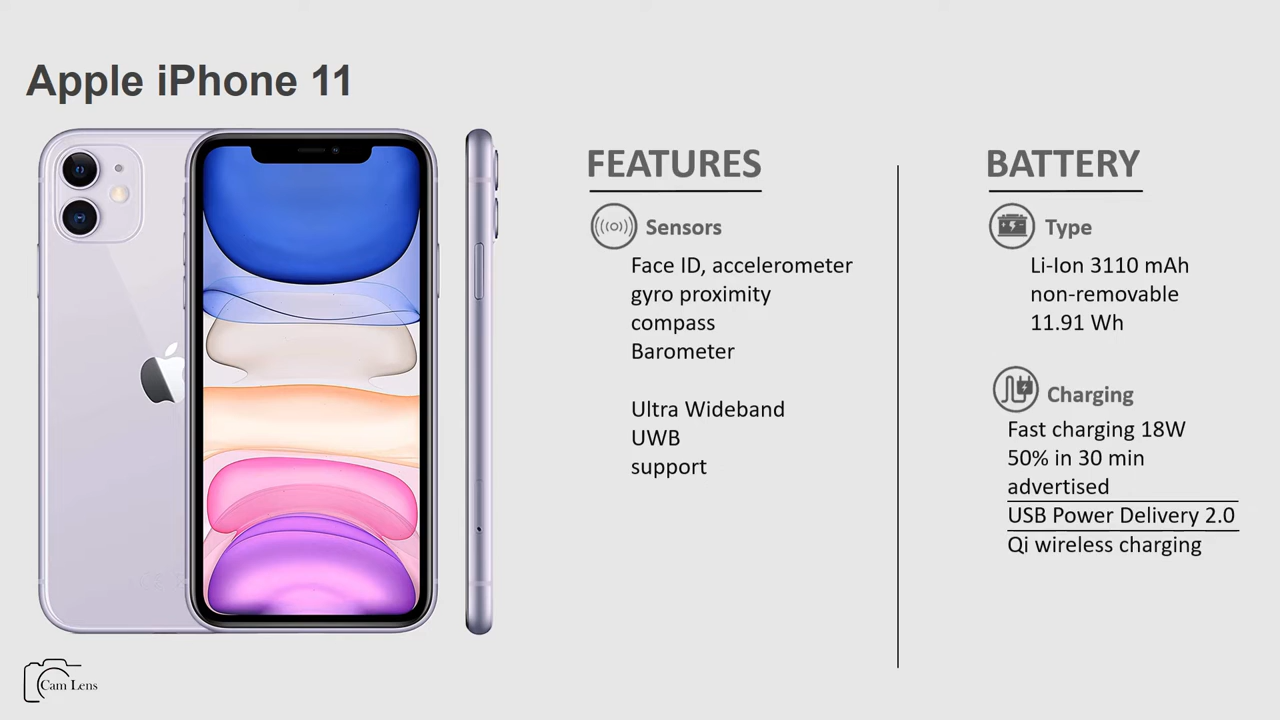 Apple iPhone 11
FEATURES
Sensors
Face ID, accelerometer
gyro proximity
compass
Barometer
Ultra Wideband
UWB
support
BATTERY
Type
Li-Ion 3110 mAh
non-removable
11.91 Wh
Charging
Fast charging 18W
50% in 30 min
advertised
USB Power Delivery 2.0
Qi wireless charging
Cam Lens